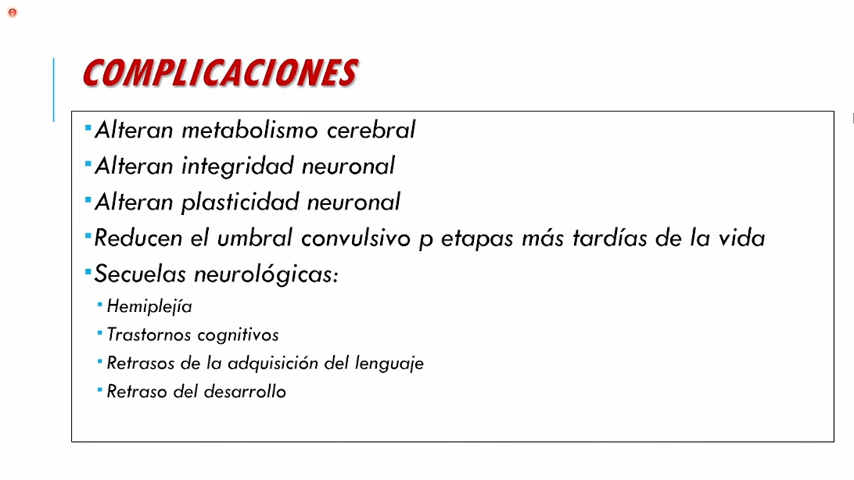 COMPLICACIONES
Alteran metabolismo cerebral
Alteran integridad neuronal
Alteran plasticidad neuronal
Reducen el umbral convulsivo p etapas más tardías de la vida
Secuelas neurológicas:
Hemiplejía
Trastornos cognitivos
Retrasos de la adquisición del lenguaje
Retraso del desarrollo